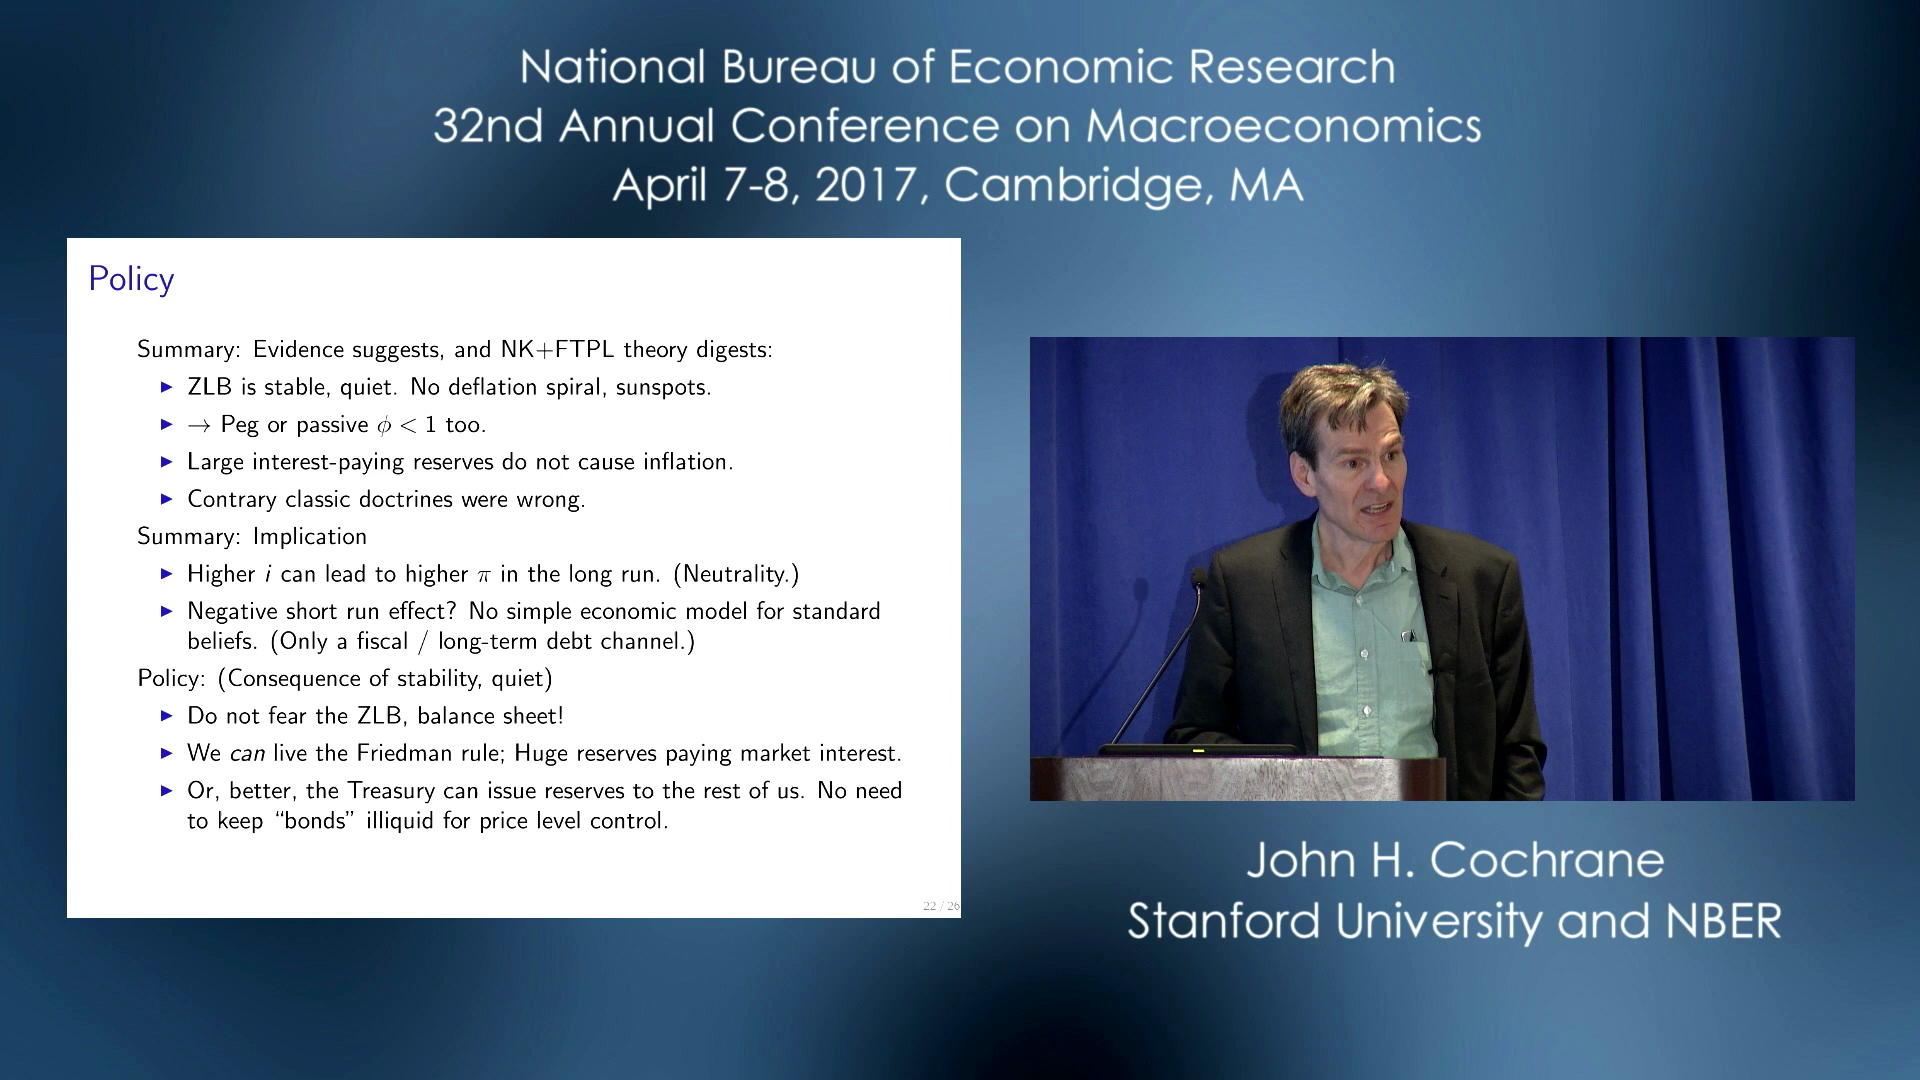 National Bureau of Economic Research
32nd Annual Conference on Macroeconomics
April 7-8, 2017, Cambridge, MA
Policy
Summary: Evidence suggests, and NK+FTPL theory digests:
▶ ZLB is stable, quiet. No deflation spiral, sunspots.
▶ → Peg or passive ϕ < 1 too.
▶ Large interest-paying reserves do not cause inflation.
▶ Contrary classic doctrines were wrong.
Summary: Implication
▶ Higher i can lead to higher π in the long run. (Neutrality.)
▶ Negative short run effect? No simple economic model for standard
beliefs. (Only a fiscal / long-term debt channel.)
Policy: (Consequence of stability, quiet)
▶ Do not fear the ZLB, balance sheet!
▶ We can live the Friedman rule; Huge reserves paying market interest.
▶ Or, better, the Treasury can issue reserves to the rest of us. No need
to keep “bonds” illiquid for price level control.
22 / 26
John H. Cochrane
Stanford University and NBER